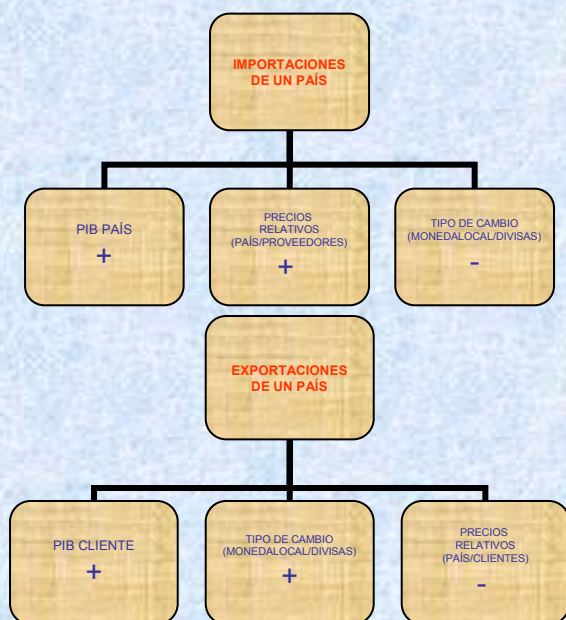 IMPORTACIONES
DE UN PAÍS
PIB PAÍS
+
PRECIOS
RELATIVOS
(PAÍS/PROVEEDORES)
+
TIPO DE CAMBIO
(MONEDALOCAL/DIVISAS)
-
EXPORTACIONES
DE UN PAÍS
PIB CLIENTE
+
TIPO DE CAMBIO
(MONEDALOCAL/DIVISAS)
+
PRECIOS
RELATIVOS
(PAÍS/CLIENTES)
-